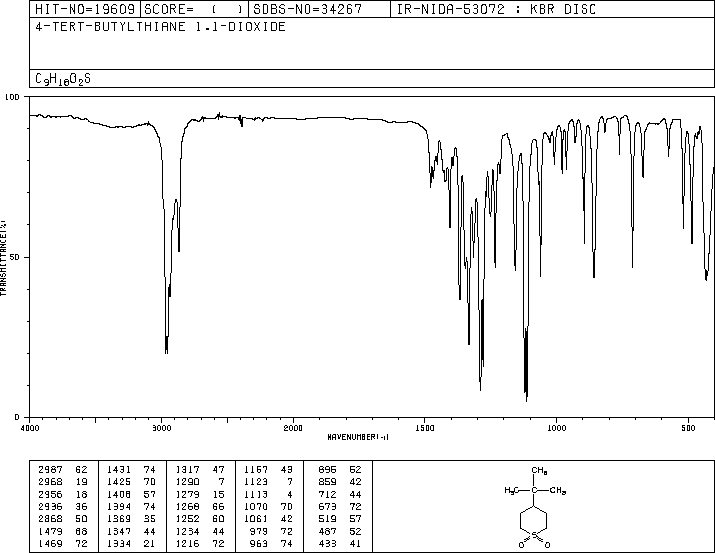 HIT-NO=19609 SCORE= ( ) SDBS-NO=34267 IR-NIDA-53072 : KBR DISC
4-TERT-BUTYLTHIANE 1,1-DIOXIDE
C9H18O2S
100
TRANSMITTANCE(%)
50
0
4000 3000 2000 1500 1000 500
WAVENUMBER(-1)
2987 62 1431 74 1317 47 1157 43 895 52
2968 19 1425 70 1290 7 1123 7 859 42
2956 18 1408 57 1279 15 1113 4 712 44
2936 36 1394 74 1268 66 1070 70 673 72
2868 50 1369 35 1252 60 1061 42 519 57
1479 68 1347 44 1234 44 979 72 487 52
1469 72 1334 21 1216 72 963 74 433 41
CH3
H3C C CH3
S
O O